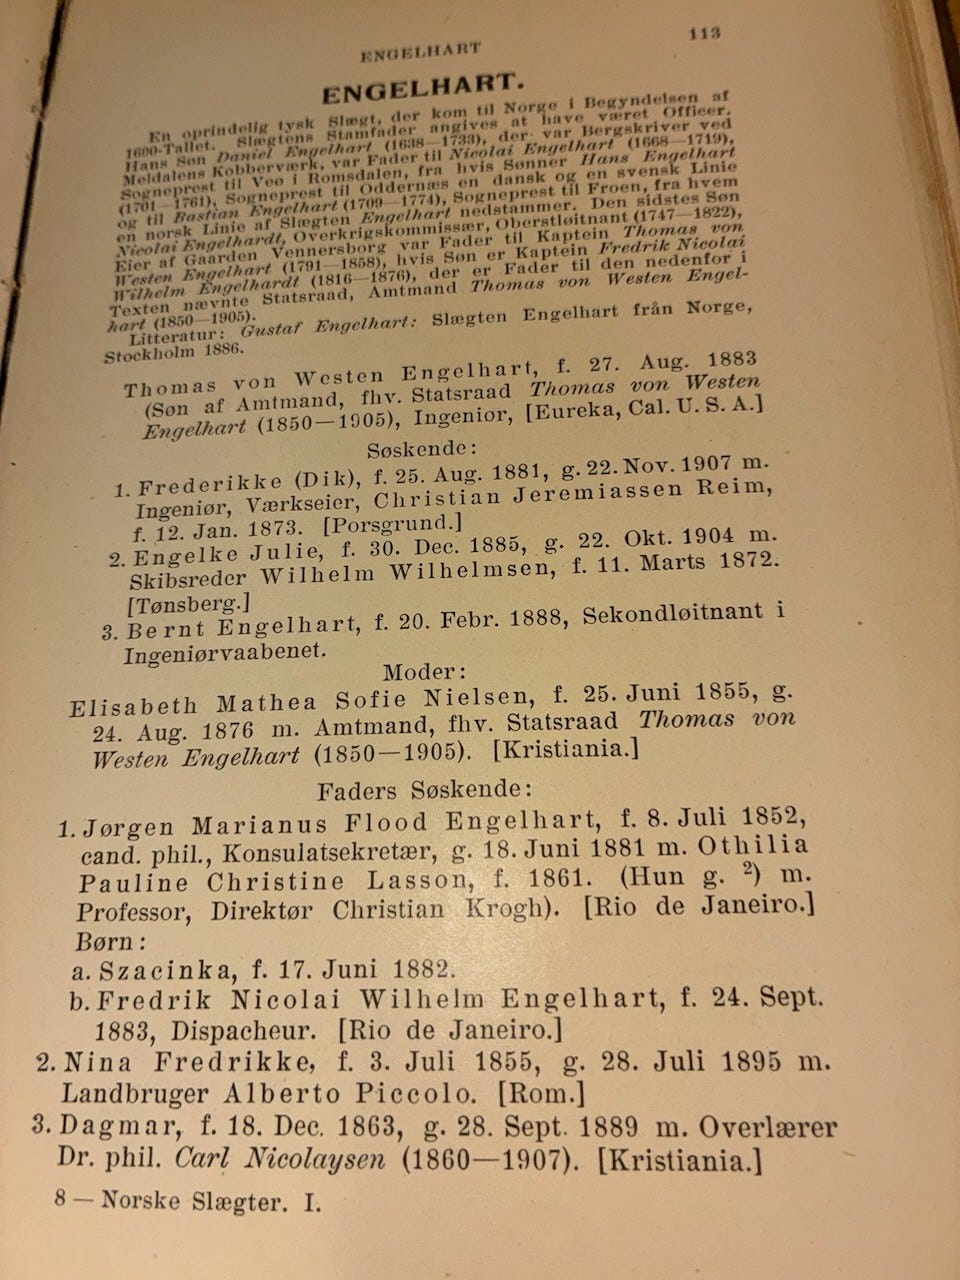 ENGELHART
113
ENGELHART.
En oprindelig tysk Slægt, der kom til Norge i Begyndelsen af
1600-Tallet. Slægtens Stamfader angives at have været Officer.
Hans Søn Daniel Engelhart (1638—1733), der var Bergskriver ved
Meldalens Kobberværk, var Fader til Nicolai Engelhart (1668—1719),
Sogneprest til Veø i Romsdalen, fra hvis Sønner Hans Engelhart
(1701—1761), Sogneprest til Oddernæs en dansk og en svensk Linie
og til Bastian Engelhart (1709—1774), Sogneprest til Froen, fra hvem
en norsk Linie af Slægten Engelhart nedstammer. Den sidstes Søn
Nicolai Engelhardt, Overkrigskommissær, Oberstløitnant (1747—1822),
Eier af Gaarden Vennersborg var Fader til Kaptein Thomas von
Westen Engelhart (1791—1858), hvis Søn er Kaptein Fredrik Nicolai
Wilhelm Engelhardt (1816—1876), der er Fader til den nedenfor i
Texten nævnte Statsraad, Amtmand Thomas von Westen Engel-
hart (1850—1905).
Litteratur: Gustaf Engelhart: Slægten Engelhart från Norge,
Stockholm 1886.
Thomas von Westen Engelhart, f. 27. Aug. 1883
(Søn af Amtmand, fhv. Statsraad Thomas von Westen
Engelhart (1850—1905), Ingeniør, [Eureka, Cal. U. S. A.]
Søskende:
1. Frederikke (Dik), f. 25. Aug. 1881, g. 22. Nov. 1907 m.
Ingeniør, Værkseier, Christian Jeremiassen Reim,
f. 12. Jan. 1873. [Porsgrund.]
2. Engelke Julie, f. 30. Dec. 1885, g. 22. Okt. 1904 m.
Skibsreder Wilhelm Wilhelmsen, f. 11. Marts 1872.
[Tønsberg.]
3. Bernt Engelhart, f. 20. Febr. 1888, Sekondløitnant i
Ingeniørvaabenet.
Moder:
Elisabeth Mathea Sofie Nielsen, f. 25. Juni 1855, g.
24. Aug. 1876 m. Amtmand, fhv. Statsraad Thomas von
Westen Engelhart (1850—1905). [Kristiania.]
Faders Søskende:
1. Jørgen Marianus Flood Engelhart, f. 8. Juli 1852,
cand. phil., Konsulatsekretær, g. 18. Juni 1881 m. Othilia
Pauline Christine Lasson, f. 1861. (Hun g. ²) m.
Professor, Direktør Christian Krogh). [Rio de Janeiro.]
Børn:
a. Szacinka, f. 17. Juni 1882.
b. Fredrik Nicolai Wilhelm Engelhart, f. 24. Sept.
1883, Dispacheur. [Rio de Janeiro.]
2. Nina Fredrikke, f. 3. Juli 1855, g. 28. Juli 1895 m.
Landbruger Alberto Piccolo. [Rom.]
3. Dagmar, f. 18. Dec. 1863, g. 28. Sept. 1889 m. Overlærer
Dr. phil. Carl Nicolaysen (1860—1907). [Kristiania.]
8 — Norske Slægter. I.